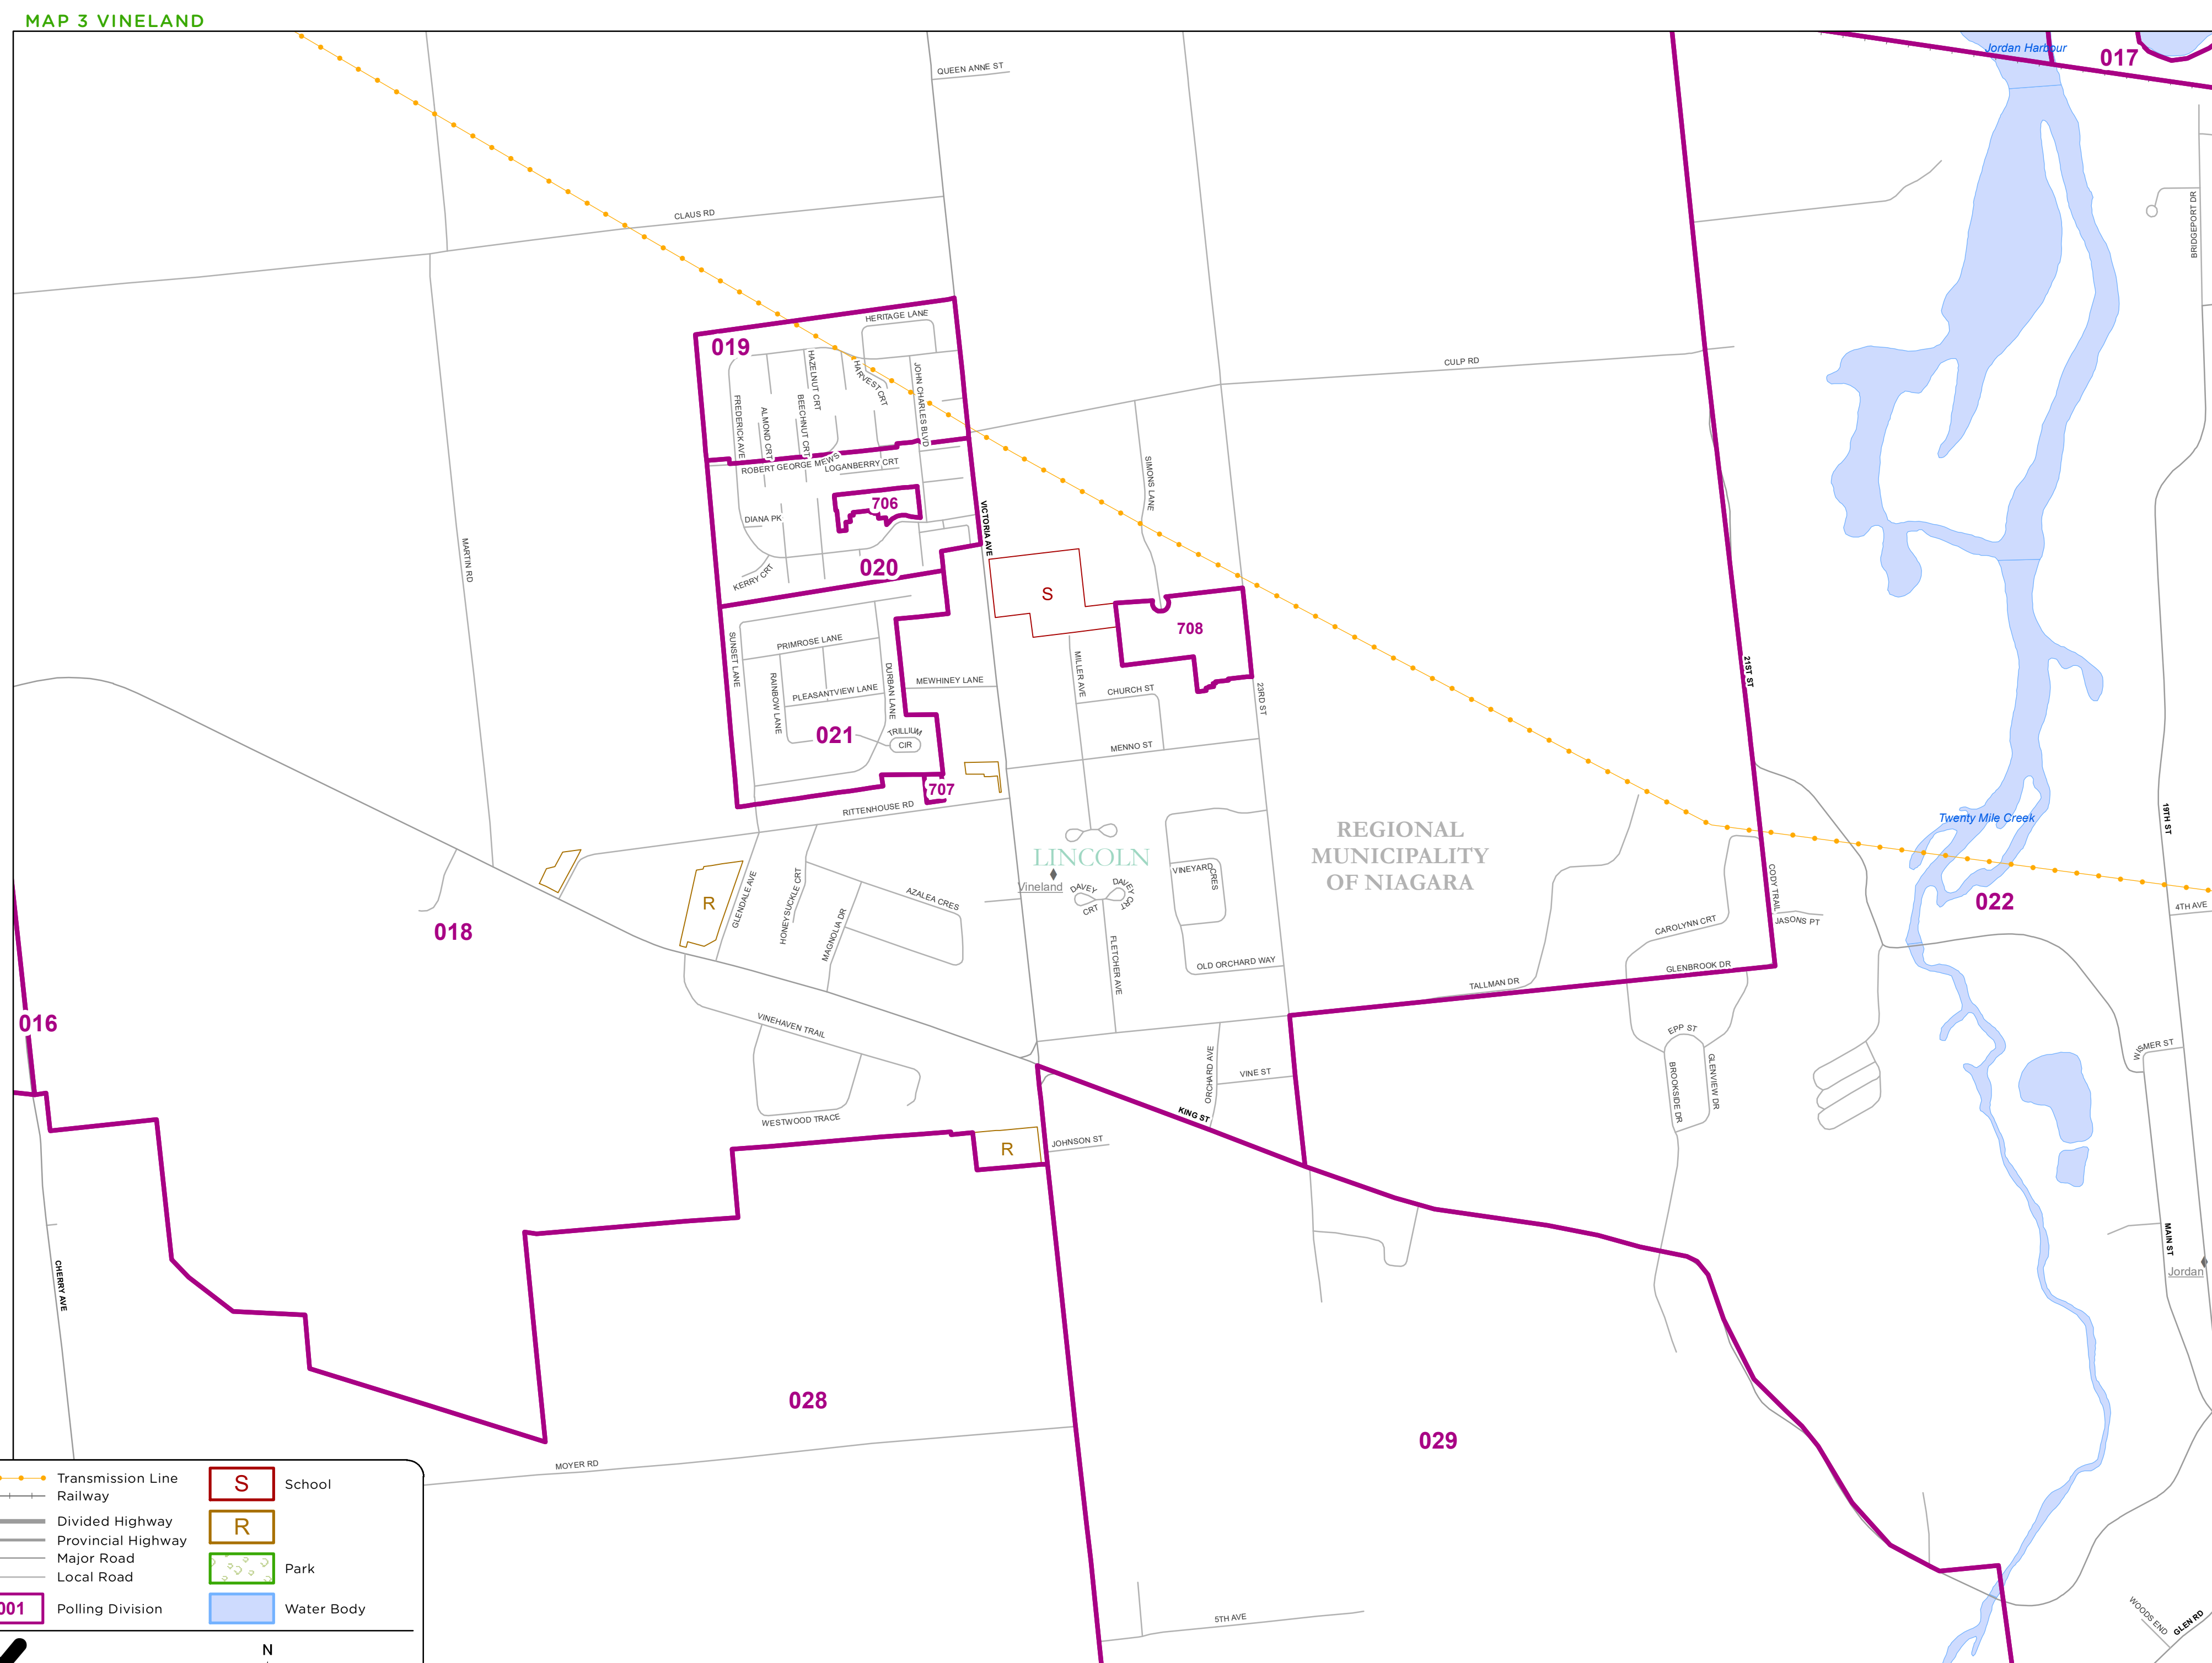 MAP 3 VINELAND
Jordan Harbour
017
QUEEN ANNE ST
BRIDGEPORT DR
CLAUS RD
HERITAGE LANE
019
HAZELNUT CRT
HARVEST CRT
JOHN CHARLES BLVD
CULP RD
FREDERICK AVE
ALMOND CRT
BEECHNUT CRT
ROBERT GEORGE MEWS
LOGANBERRY CRT
SIMONS LANE
706
DIANA PK
VICTORIA AVE
MARTIN RD
KERRY CRT
020
S
708
SUNSET LANE
PRIMROSE LANE
MILLER AVE
21ST ST
RAINBOW LANE
PLEASANTVIEW LANE
DURBAN LANE
MEWHINEY LANE
CHURCH ST
23RD ST
021
TRILLIUM
CIR
MENNO ST
707
RITTENHOUSE RD
Twenty Mile Creek
19TH ST
REGIONAL
MUNICIPALITY
OF NIAGARA
LINCOLN
Vineland
VINEYARD
CRES
DAVEY
CRT
DAVEY
CRT
R
GLENDALE AVE
HONEYSUCKLE CRT
MAGNOLIA DR
AZALEA CRES
CODY TRAIL
022
4TH AVE
018
CAROLYNN CRT
JASONS PT
FLETCHER AVE
OLD ORCHARD WAY
GLENBROOK DR
TALLMAN DR
016
VINEHAVEN TRAIL
EPP ST
WISMER ST
ORCHARD AVE
VINE ST
BROOKSIDE DR
GLENVIEW DR
WESTWOOD TRACE
KING ST
R
JOHNSON ST
CHERRY AVE
MAIN ST
Jordan
028
029
MOYER RD
5TH AVE
WOODS END
GLEN RD
Transmission Line
Railway
Divided Highway
Provincial Highway
Major Road
Local Road
001
Polling Division
S
School
R
Park
Water Body
N